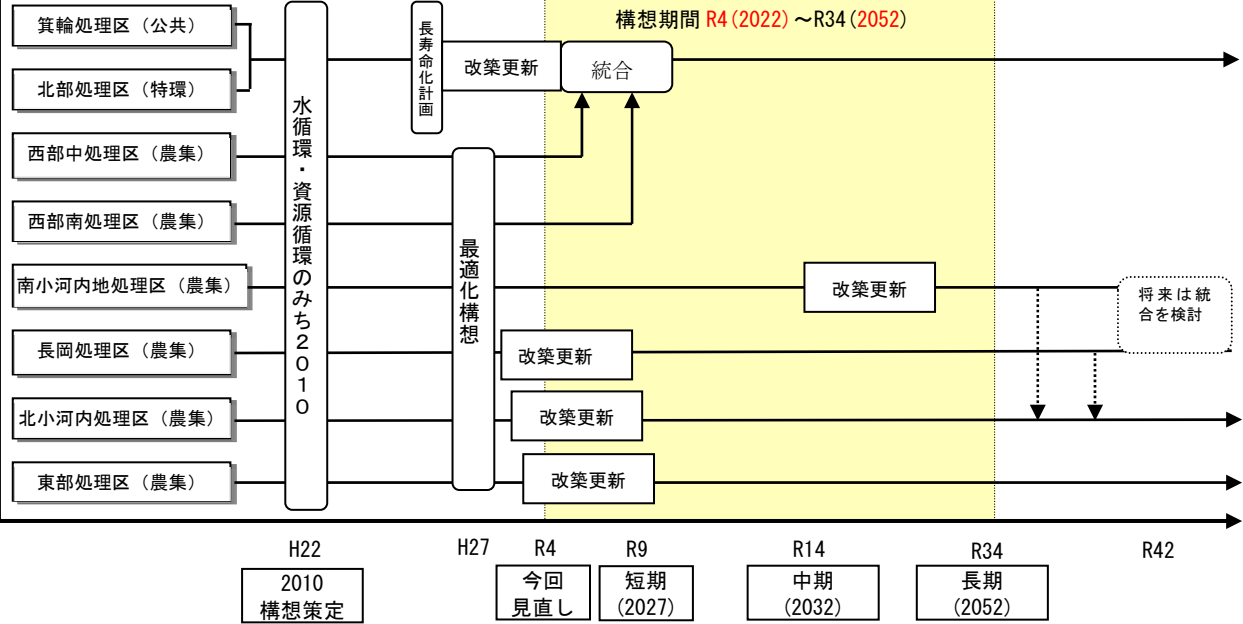 構想期間 R4(2022)～R34(2052)
箕輪処理区（公共）
北部処理区（特環）
西部中処理区（農集）
西部南処理区（農集）
南小河内地処理区（農集）
長岡処理区（農集）
北小河内処理区（農集）
東部処理区（農集）
水循環・資源循環のみち２０１０
長寿命化計画
改築更新
統合
最適化構想
改築更新
将来は統
合を検討
改築更新
改築更新
改築更新
H22
H27
R4
R9
R14
R34
R42
2010
構想策定
今回
見直し
短期
(2027)
中期
(2032)
長期
(2052)